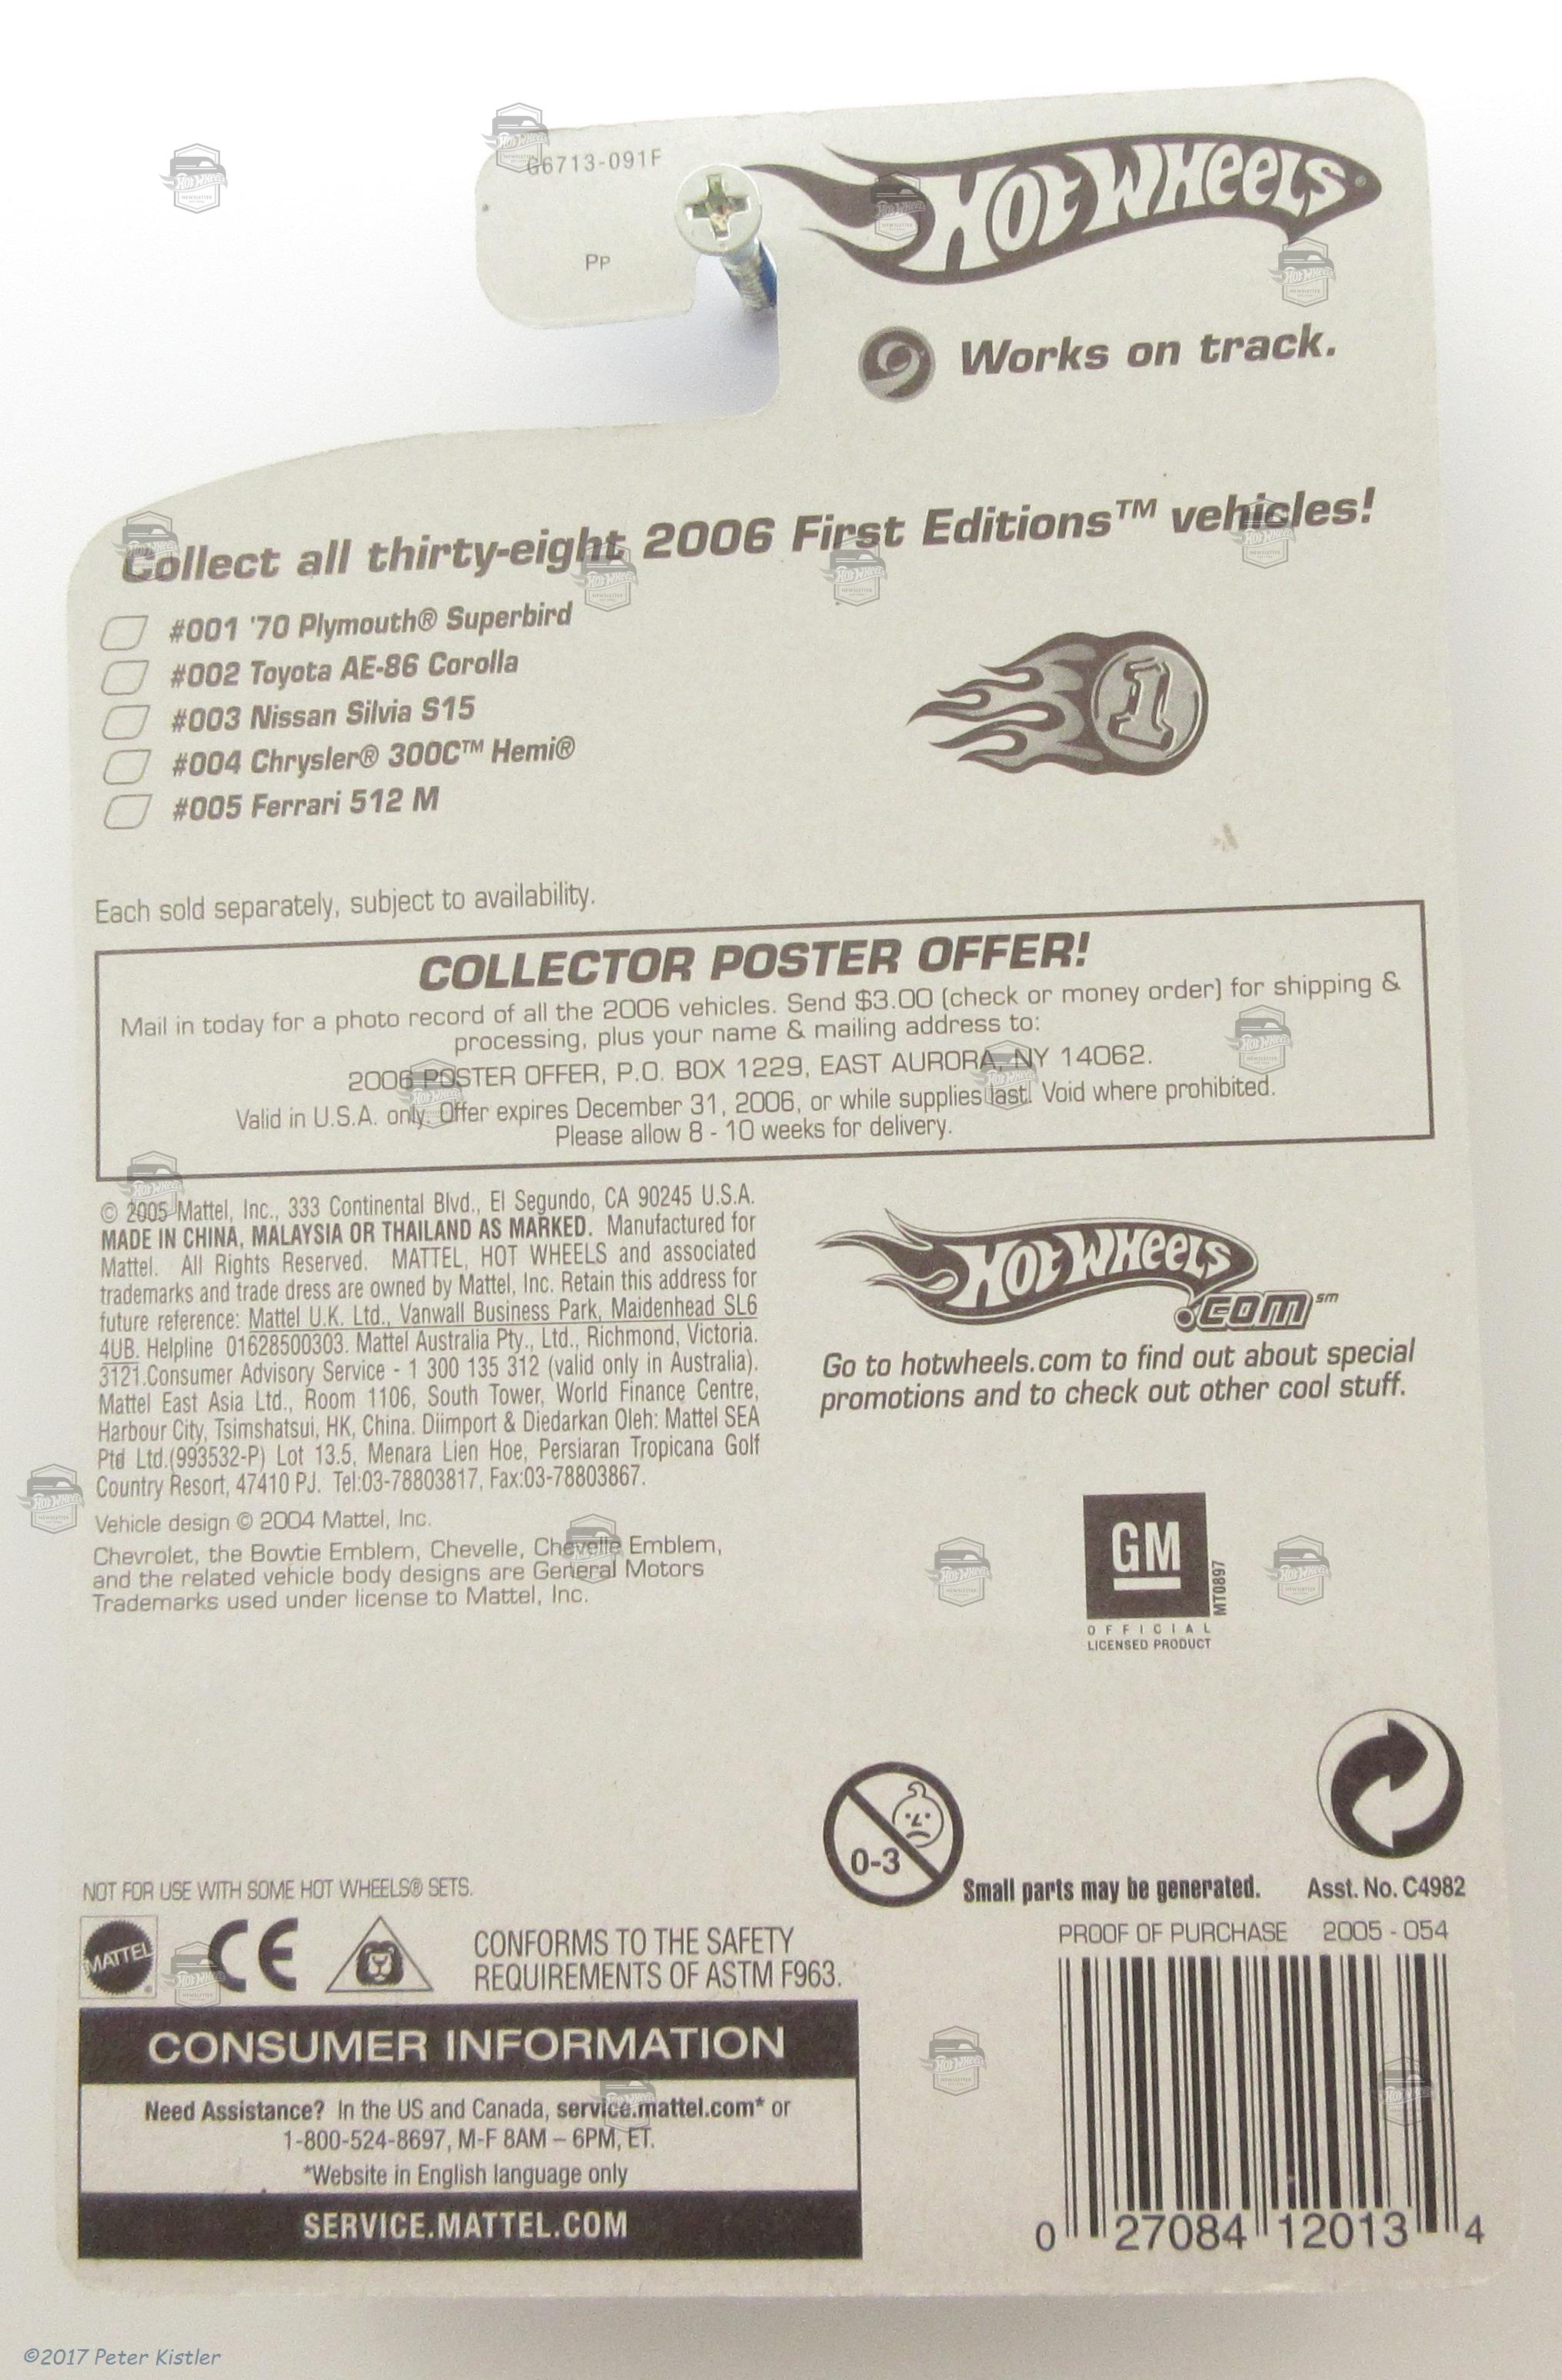 G6713-091F
Pp
HOT WHEELS
Works on track.
Collect all thirty-eight 2006 First Editions™ vehicles!
#001 '70 Plymouth® Superbird
#002 Toyota AE-86 Corolla
#003 Nissan Silvia S15
#004 Chrysler® 300C™ Hemi®
#005 Ferrari 512 M
1
Each sold separately, subject to availability.
COLLECTOR POSTER OFFER!
Mail in today for a photo record of all the 2006 vehicles. Send $3.00 (check or money order) for shipping &
processing, plus your name & mailing address to:
2006 POSTER OFFER, P.O. BOX 1229, EAST AURORA, NY 14062.
Valid in U.S.A. only. Offer expires December 31, 2006, or while supplies last. Void where prohibited.
Please allow 8 - 10 weeks for delivery.
© 2005 Mattel, Inc., 333 Continental Blvd., El Segundo, CA 90245 U.S.A.
MADE IN CHINA, MALAYSIA OR THAILAND AS MARKED. Manufactured for
Mattel. All Rights Reserved. MATTEL, HOT WHEELS and associated
trademarks and trade dress are owned by Mattel, Inc. Retain this address for
future reference: Mattel U.K. Ltd., Vanwall Business Park, Maidenhead SL6
4UB. Helpline 01628500303. Mattel Australia Pty., Ltd., Richmond, Victoria.
3121.Consumer Advisory Service - 1 300 135 312 (valid only in Australia).
Mattel East Asia Ltd., Room 1106, South Tower, World Finance Centre,
Harbour City, Tsimshatsui, HK, China. Diimport & Diedarkan Oleh: Mattel SEA
Ptd Ltd.(993532-P) Lot 13.5, Menara Lien Hoe, Persiaran Tropicana Golf
Country Resort, 47410 PJ. Tel:03-78803817, Fax:03-78803867.
Vehicle design © 2004 Mattel, Inc.
Chevrolet, the Bowtie Emblem, Chevelle, Chevelle Emblem,
and the related vehicle body designs are General Motors
Trademarks used under license to Mattel, Inc.
HOT WHEELS
.com℠
Go to hotwheels.com to find out about special
promotions and to check out other cool stuff.
GM
MT0897
OFFICIAL
LICENSED PRODUCT
0-3
Small parts may be generated.
Asst. No. C4982
NOT FOR USE WITH SOME HOT WHEELS® SETS.
MATTEL
CE
CONFORMS TO THE SAFETY
REQUIREMENTS OF ASTM F963.
PROOF OF PURCHASE 2005 - 054
0 27084 12013 4
CONSUMER INFORMATION
Need Assistance? In the US and Canada, service.mattel.com* or
1-800-524-8697, M-F 8AM – 6PM, ET.
*Website in English language only
SERVICE.MATTEL.COM
©2017 Peter Kistler